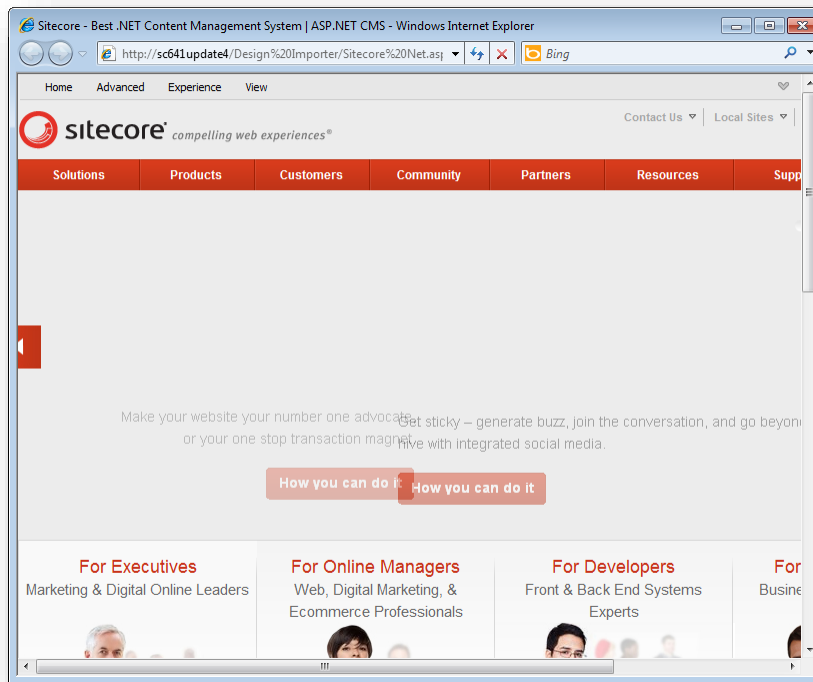 Sitecore - Best .NET Content Management System | ASP.NET CMS - Windows Internet Explorer
http://sc641update4/Design%20Importer/Sitecore%20Net.asp
Bing
Home Advanced Experience View
sitecore® compelling web experiences®
Contact Us Local Sites
Solutions Products Customers Community Partners Resources Supp
Make your website your number one advocate
or your one stop transaction magnet
Get sticky – generate buzz, join the conversation, and go beyond
hive with integrated social media.
How you can do it
How you can do it
For Executives
Marketing & Digital Online Leaders
For Online Managers
Web, Digital Marketing, &
Ecommerce Professionals
For Developers
Front & Back End Systems
Experts
For
Busine